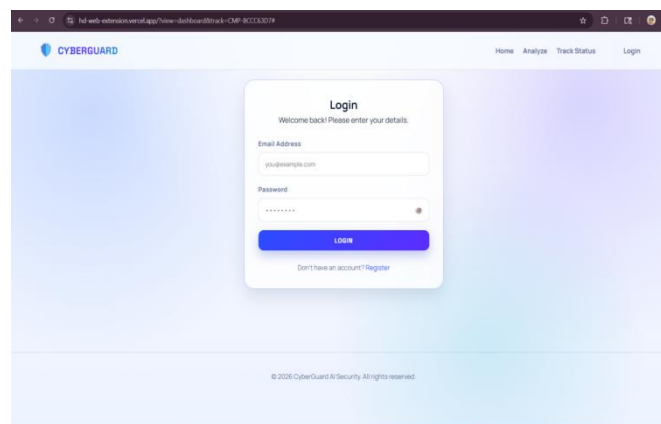 hd-web-extension.vercel.app/?view=dashboard&track=CMP-8CCC63D7#
CYBERGUARD
Home Analyze Track Status Login
Login
Welcome back! Please enter your details.
Email Address
you@example.com
Password
••••••••
LOGIN
Don't have an account? Register
© 2026 CyberGuard AI Security. All rights reserved.